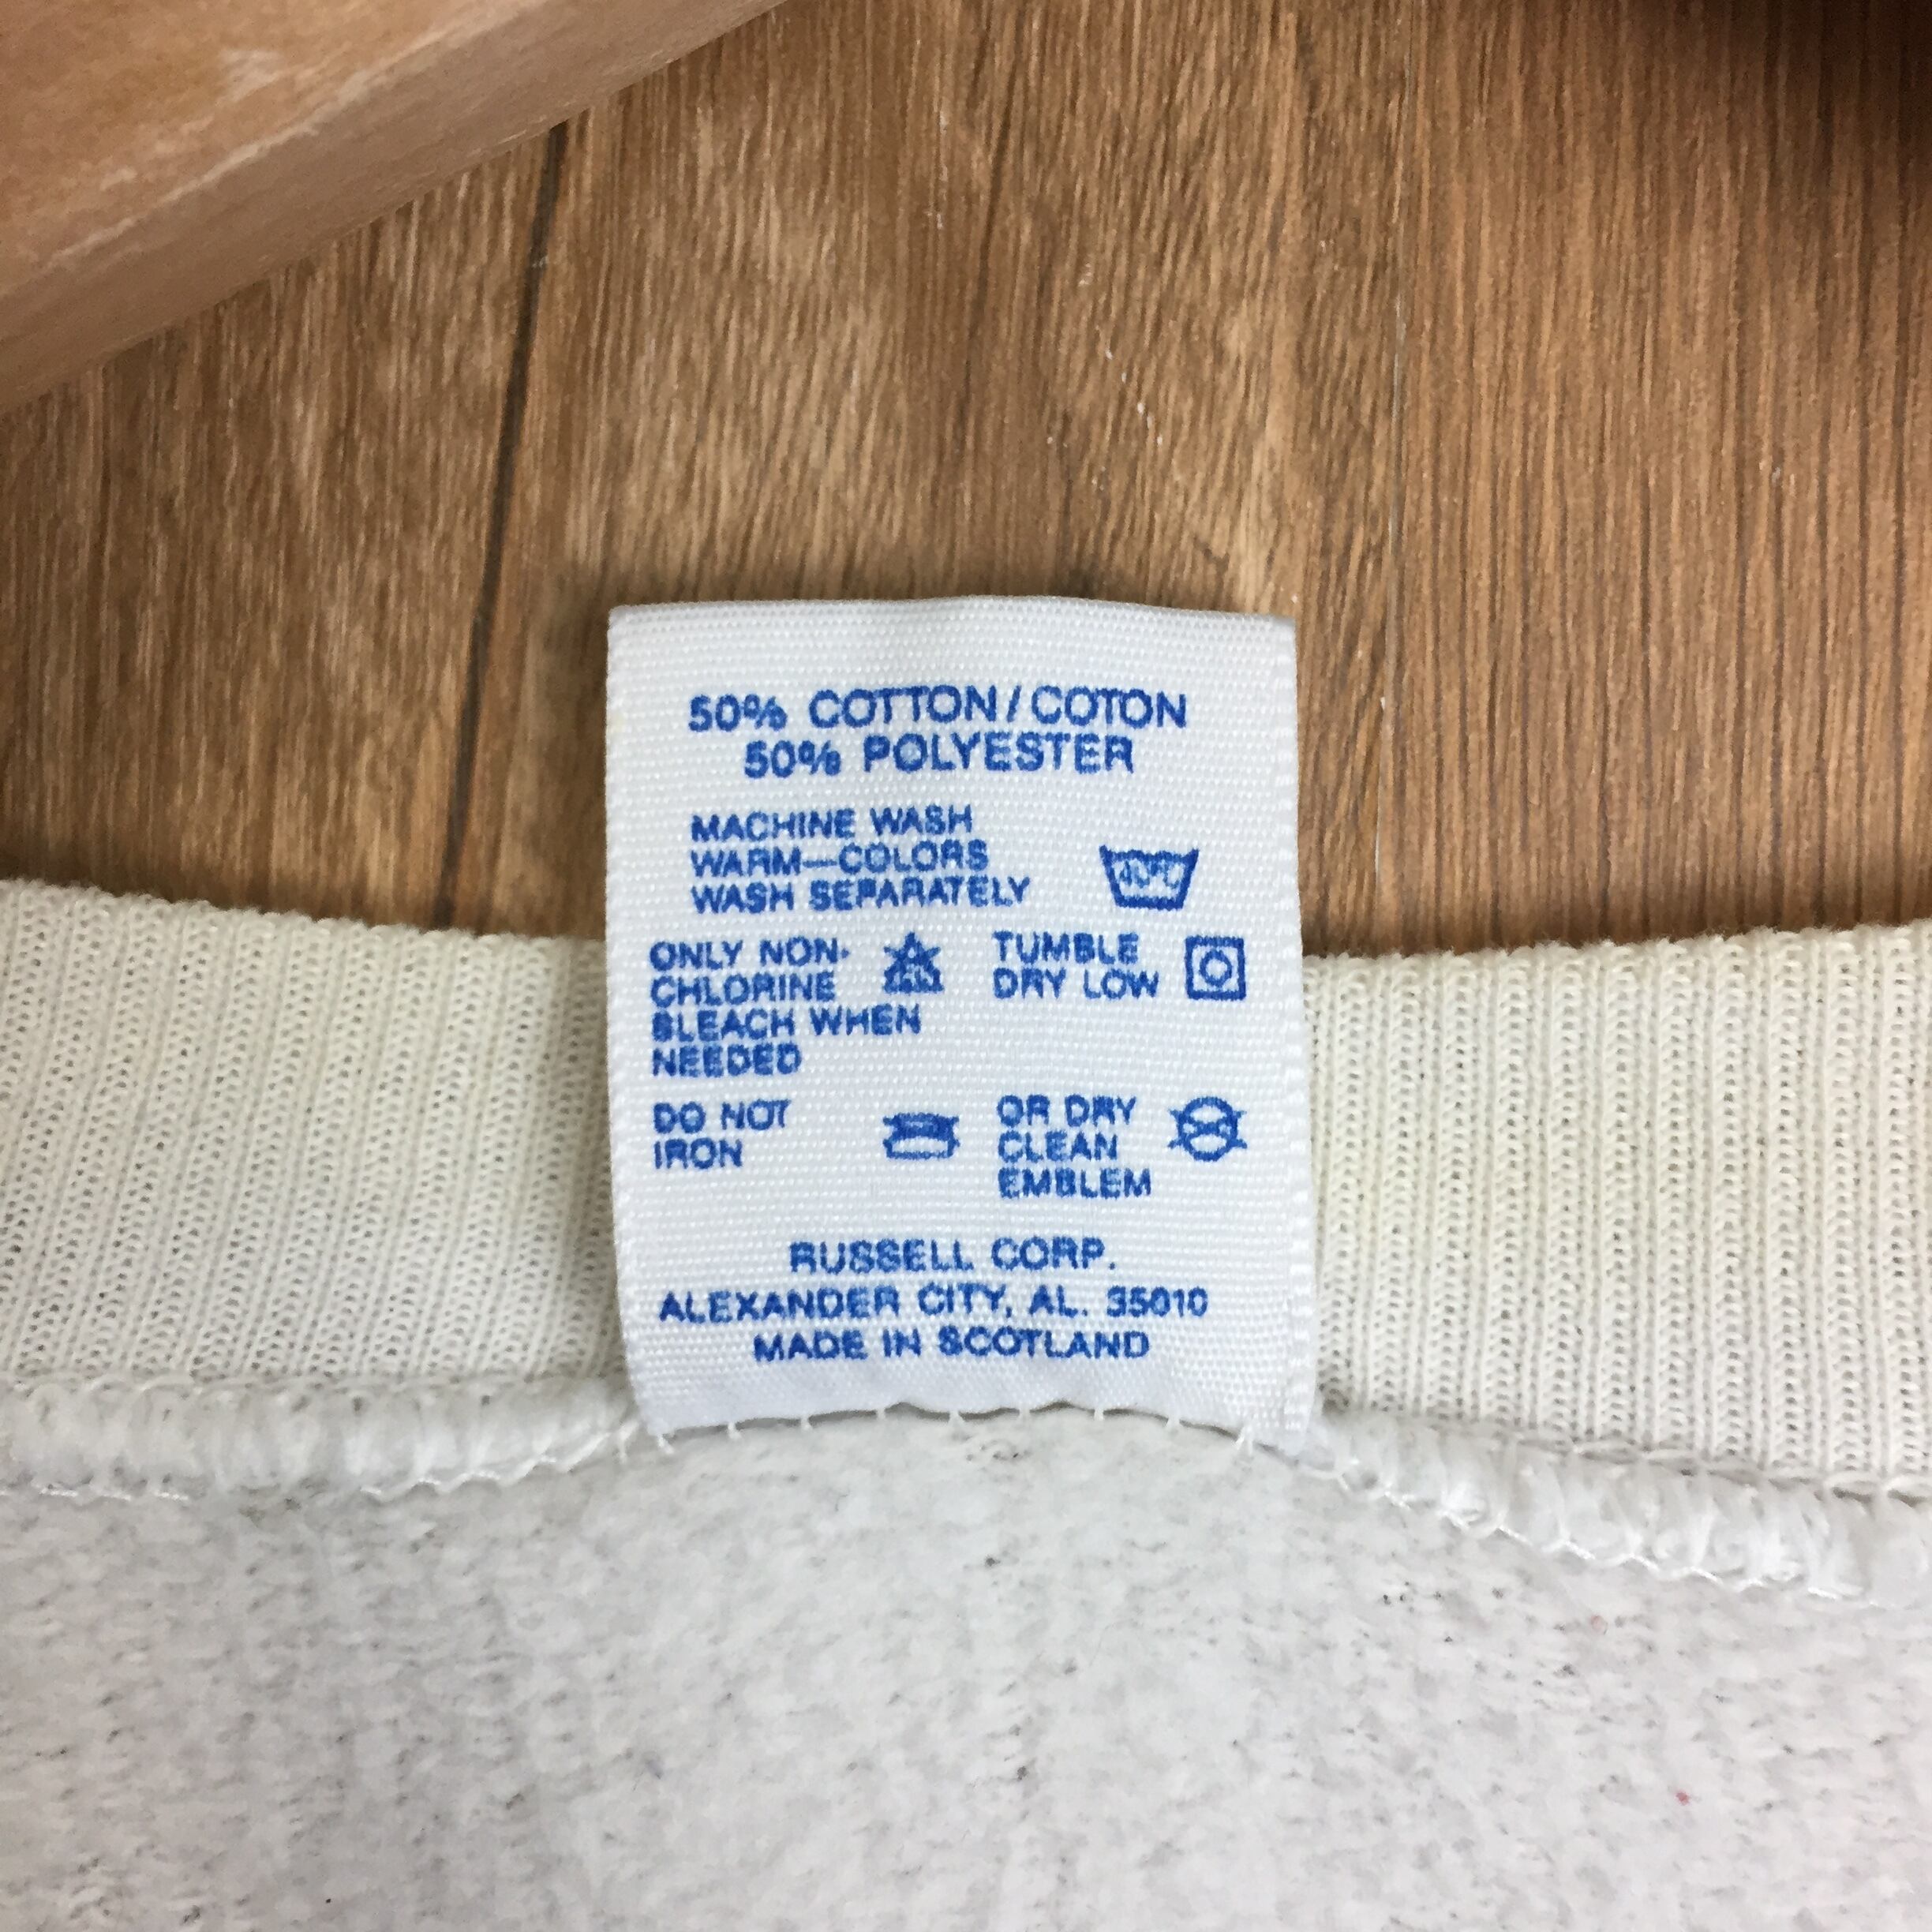 50% COTTON/COTON
50% POLYESTER
MACHINE WASH
WARM—COLORS
WASH SEPARATELY
40°C
ONLY NON-
CHLORINE
BLEACH WHEN
NEEDED
TUMBLE
DRY LOW
DO NOT
IRON
OR DRY
CLEAN
EMBLEM
RUSSELL CORP.
ALEXANDER CITY, AL. 35010
MADE IN SCOTLAND